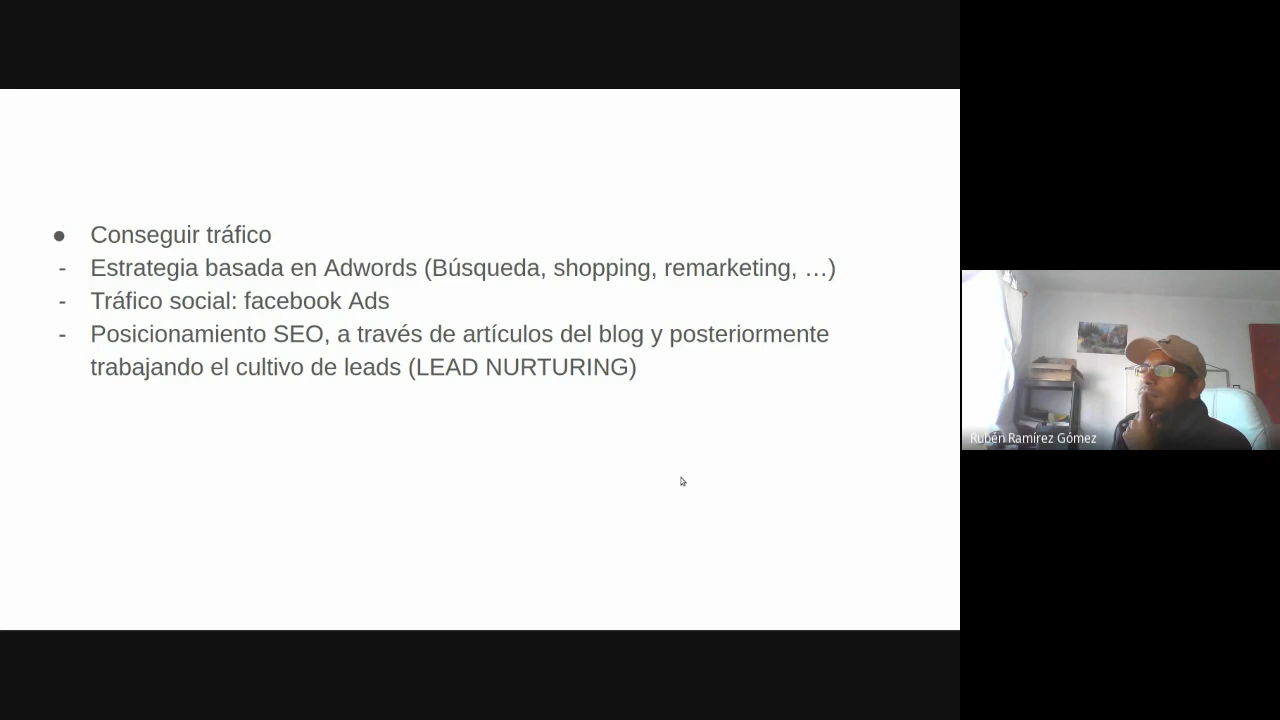 ● Conseguir tráfico
- Estrategia basada en Adwords (Búsqueda, shopping, remarketing, …)
- Tráfico social: facebook Ads
- Posicionamiento SEO, a través de artículos del blog y posteriormente
trabajando el cultivo de leads (LEAD NURTURING)
Rubén Ramírez Gómez